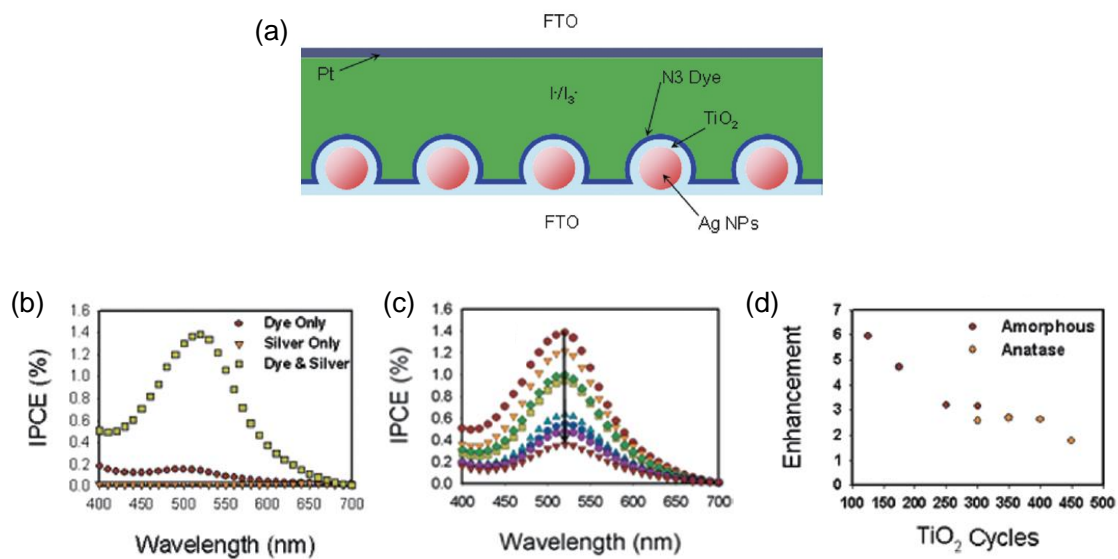 (a)
FTO
Pt
N3 Dye
I-/I3-
TiO2
Ag NPs
FTO
(b)
1.6
1.4
1.2
1.0
0.8
0.6
0.4
0.2
0.0
IPCE (%)
Dye Only
Silver Only
Dye & Silver
400 450 500 550 600 650 700
Wavelength (nm)
(c)
1.6
1.4
1.2
1.0
0.8
0.6
0.4
0.2
0.0
IPCE (%)
400 450 500 550 600 650 700
Wavelength (nm)
(d)
7
6
5
4
3
2
1
0
Enhancement
Amorphous
Anatase
100 150 200 250 300 350 400 450 500
TiO2 Cycles